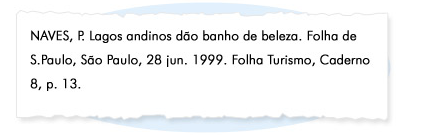 NAVES, P. Lagos andinos dão banho de beleza. Folha de
S.Paulo, São Paulo, 28 jun. 1999. Folha Turismo, Caderno
8, p. 13.